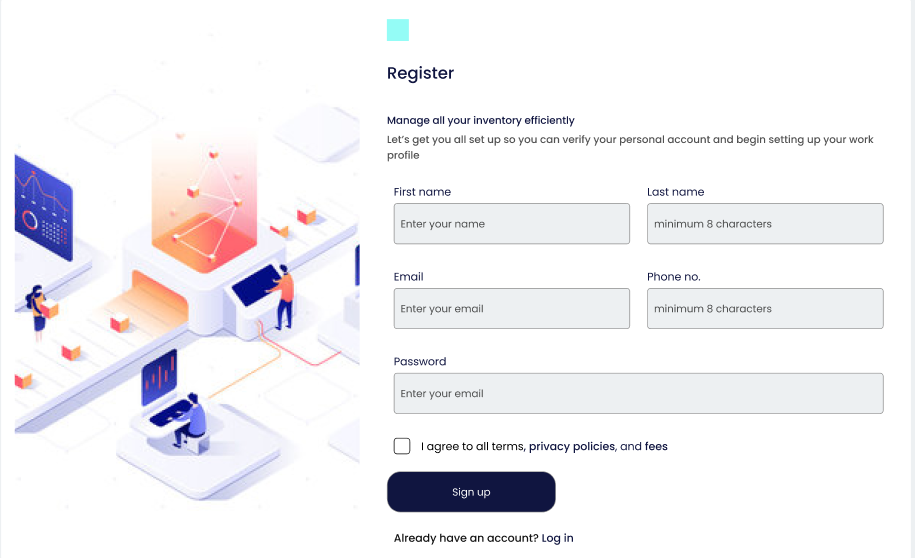 Register
Manage all your inventory efficiently
Let's get you all set up so you can verify your personal account and begin setting up your work
profile
First name
Last name
Enter your name
minimum 8 characters
Email
Phone no.
Enter your email
minimum 8 characters
Password
Enter your email
I agree to all terms, privacy policies, and fees
Sign up
Already have an account? Log in